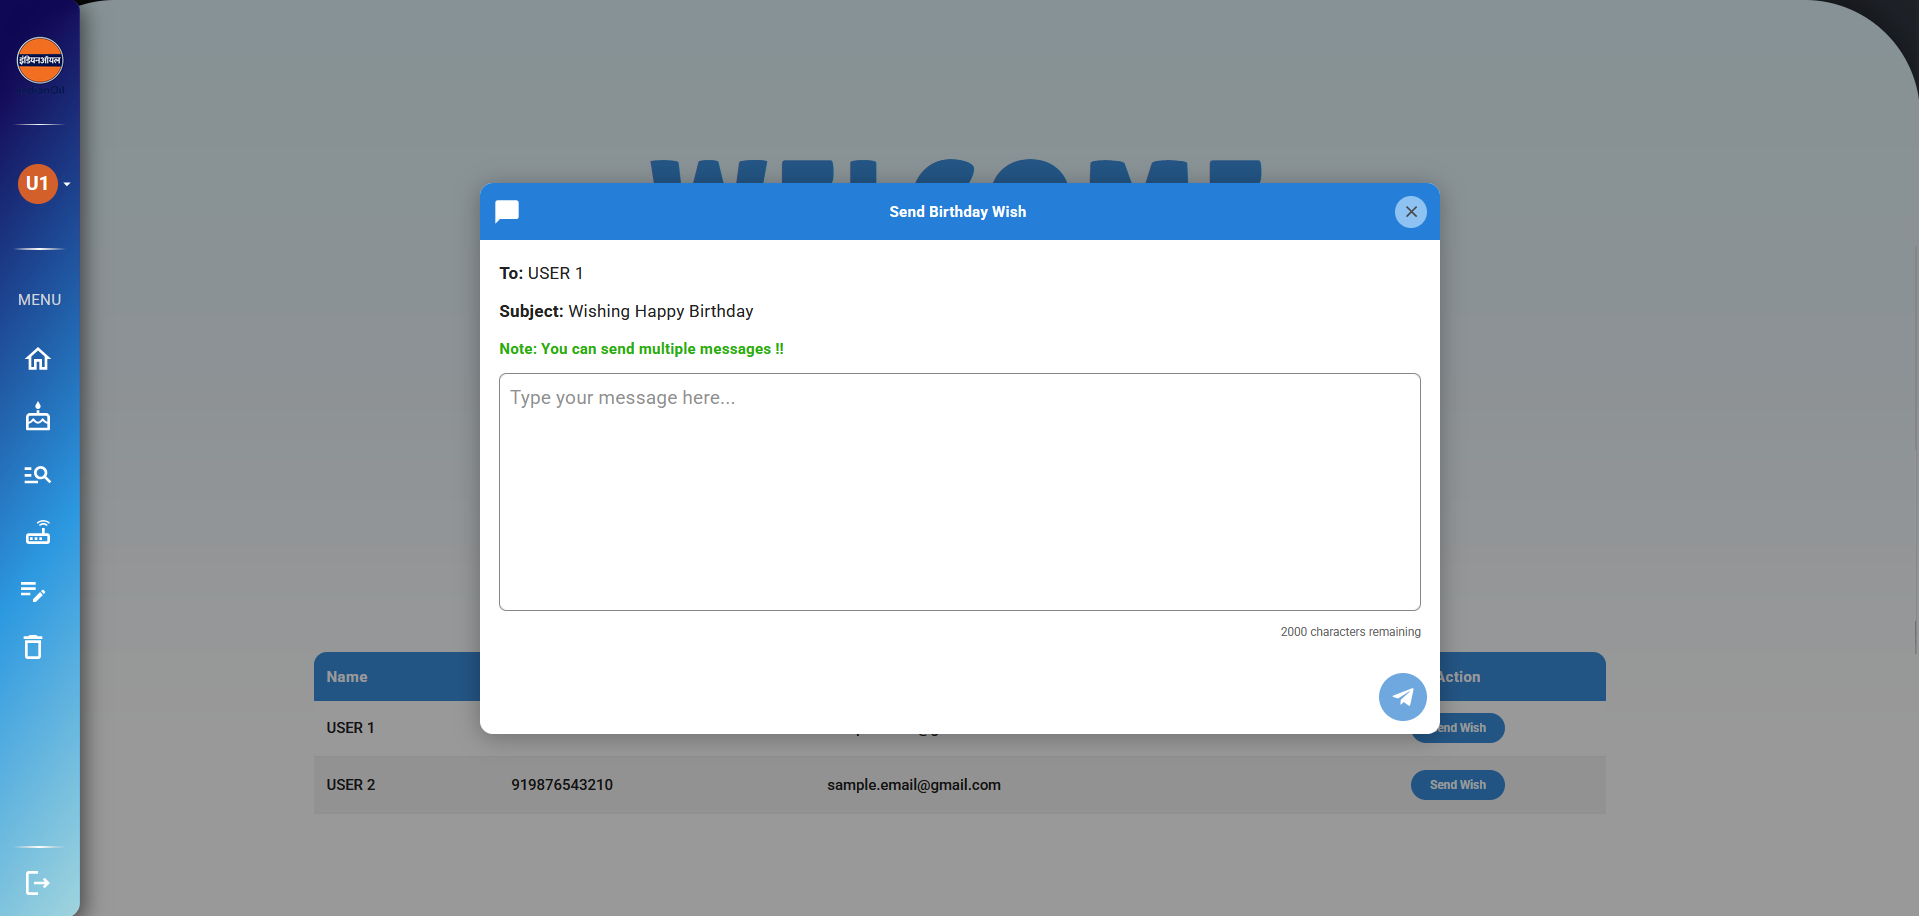 इंडियनऑयल
IndianOil
U1
MENU
WELCOME
Send Birthday Wish
To: USER 1
Subject: Wishing Happy Birthday
Note: You can send multiple messages !!
Type your message here...
2000 characters remaining
Name Action
USER 1 end Wish
USER 2 919876543210 sample.email@gmail.com Send Wish